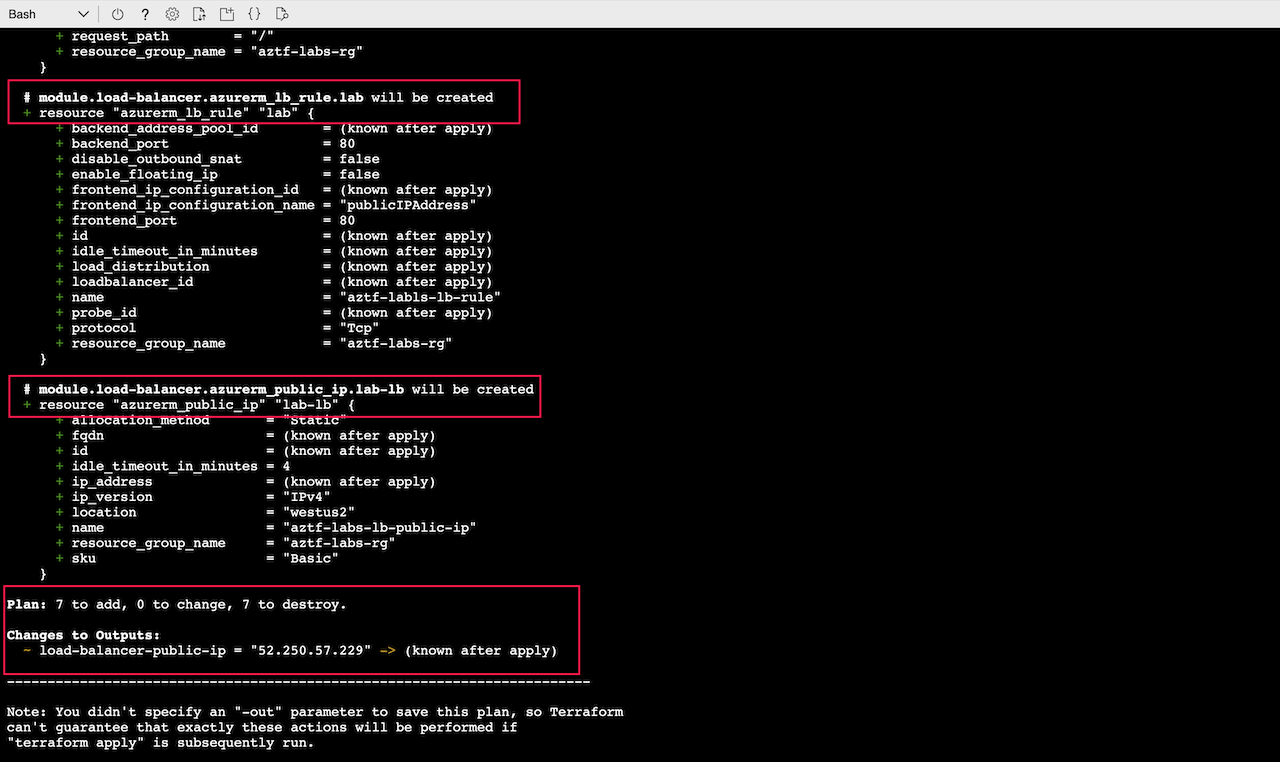 Bash
+ request_path        = "/"
+ resource_group_name = "aztf-labs-rg"
}
# module.load-balancer.azurerm_lb_rule.lab will be created
+ resource "azurerm_lb_rule" "lab" {
+ backend_address_pool_id        = (known after apply)
+ backend_port                   = 80
+ disable_outbound_snat          = false
+ enable_floating_ip             = false
+ frontend_ip_configuration_id   = (known after apply)
+ frontend_ip_configuration_name = "publicIPAddress"
+ frontend_port                  = 80
+ id                             = (known after apply)
+ idle_timeout_in_minutes        = (known after apply)
+ load_distribution              = (known after apply)
+ loadbalancer_id                = (known after apply)
+ name                           = "aztf-labls-lb-rule"
+ probe_id                       = (known after apply)
+ protocol                       = "Tcp"
+ resource_group_name            = "aztf-labs-rg"
}
# module.load-balancer.azurerm_public_ip.lab-lb will be created
+ resource "azurerm_public_ip" "lab-lb" {
+ allocation_method       = "Static"
+ fqdn                    = (known after apply)
+ id                      = (known after apply)
+ idle_timeout_in_minutes = 4
+ ip_address              = (known after apply)
+ ip_version              = "IPv4"
+ location                = "westus2"
+ name                    = "aztf-labs-lb-public-ip"
+ resource_group_name     = "aztf-labs-rg"
+ sku                     = "Basic"
}
Plan: 7 to add, 0 to change, 7 to destroy.
Changes to Outputs:
~ load-balancer-public-ip = "52.250.57.229" -> (known after apply)
------------------------------------------------------------------------
Note: You didn't specify an "-out" parameter to save this plan, so Terraform
can't guarantee that exactly these actions will be performed if
"terraform apply" is subsequently run.